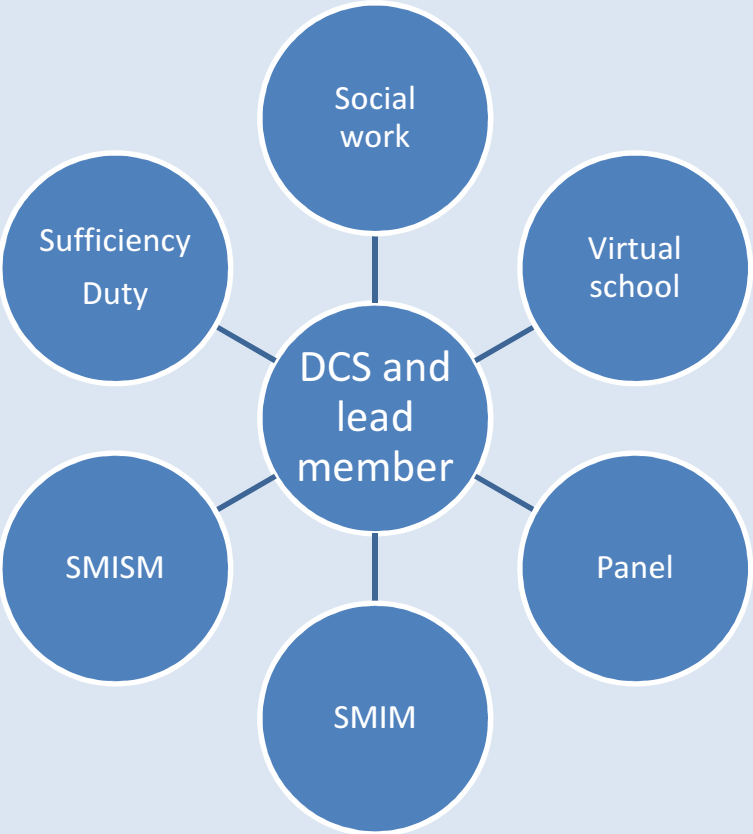 Social
work
Sufficiency
Duty
Virtual
school
DCS and
lead
member
SMISM
Panel
SMIM